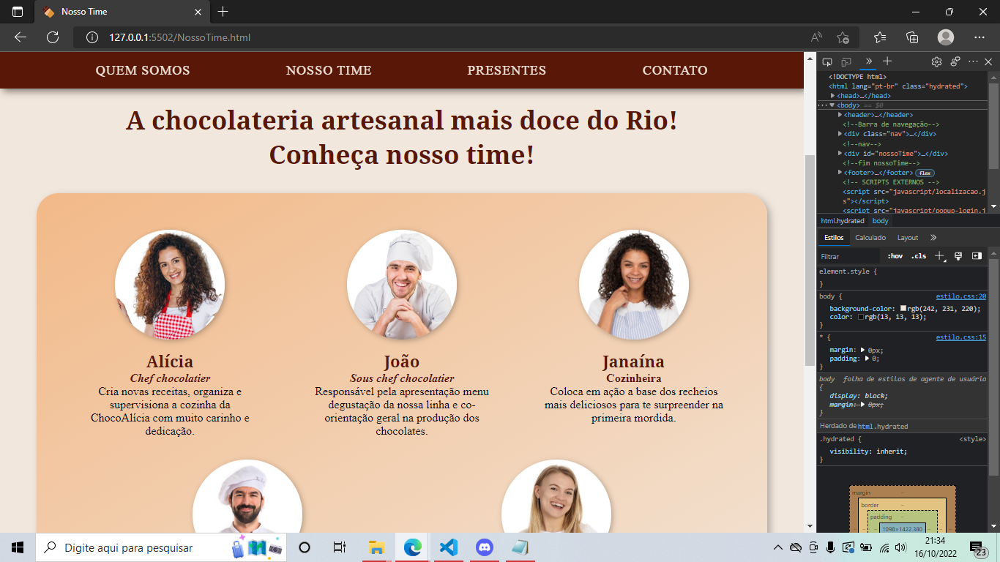 Nosso Time
127.0.0.1:5502/NossoTime.html
QUEM SOMOS NOSSO TIME PRESENTES CONTATO
A chocolateria artesanal mais doce do Rio!
Conheça nosso time!
Alícia
Chef chocolatier
Cria novas receitas, organiza e
supervisiona a cozinha da
ChocoAlícia com muito carinho e
dedicação.
João
Sous chef chocolatier
Responsável pela apresentação menu
degustação da nossa linha e co-
orientação geral na produção dos
chocolates.
Janaína
Cozinheira
Coloca em ação a base dos recheios
mais deliciosos para te surpreender na
primeira mordida.
<!DOCTYPE html>
<html lang="pt-br" class="hydrated">
<head>…</head>
<body> == $0
<header>…</header>
<!--Barra de navegação-->
<div class="nav">…</div>
<!--nav-->
<div id="nossoTime">…</div>
<!--fim nossoTime-->
<footer>…</footer> flex
<!-- SCRIPTS EXTERNOS -->
<script src="javascript/localizacao.j
s"></script>
<script src="javascript/popup-login.j
html.hydrated body
Estilos Calculado Layout
Filtrar :hov .cls
element.style {
}
body { estilo.css:20
background-color: rgb(242, 231, 220);
color: rgb(13, 13, 13);
}
* { estilo.css:15
margin: 0px;
padding: 0;
}
body folha de estilos de agente de usuário
{
display: block;
margin: 8px;
}
Herdado de html.hydrated
.hydrated { <style>
visibility: inherit;
}
margin –
border –
padding –
1098×1422.380
Digite aqui para pesquisar
21:34
16/10/2022
23